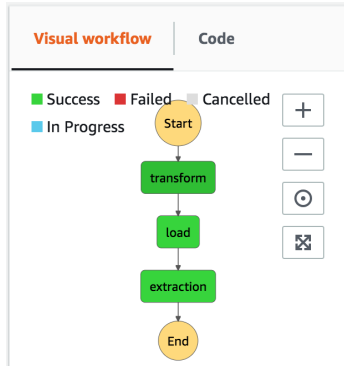 Visual workflow Code
Success Failed Cancelled
In Progress
Start
transform
load
extraction
End